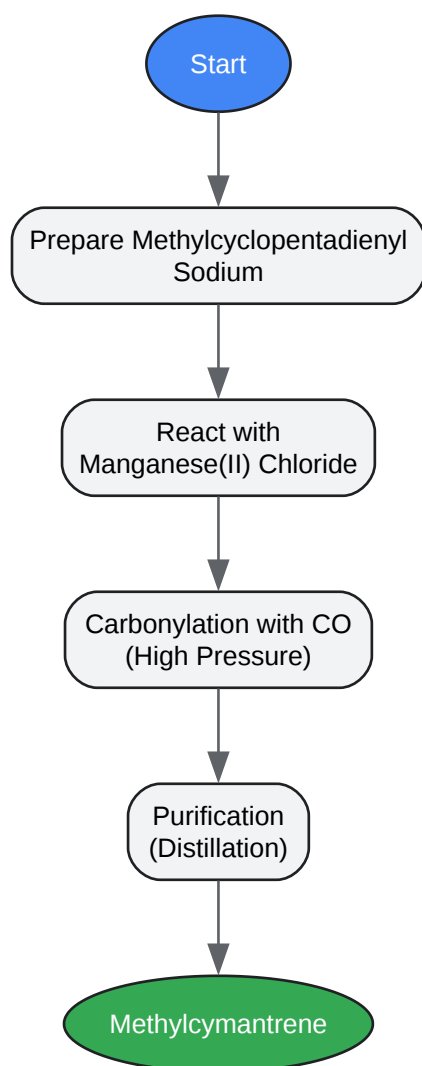 Start
Prepare Methylcyclopentadienyl
Sodium
React with
Manganese(II) Chloride
Carbonylation with CO
(High Pressure)
Purification
(Distillation)
Methylcymantrene